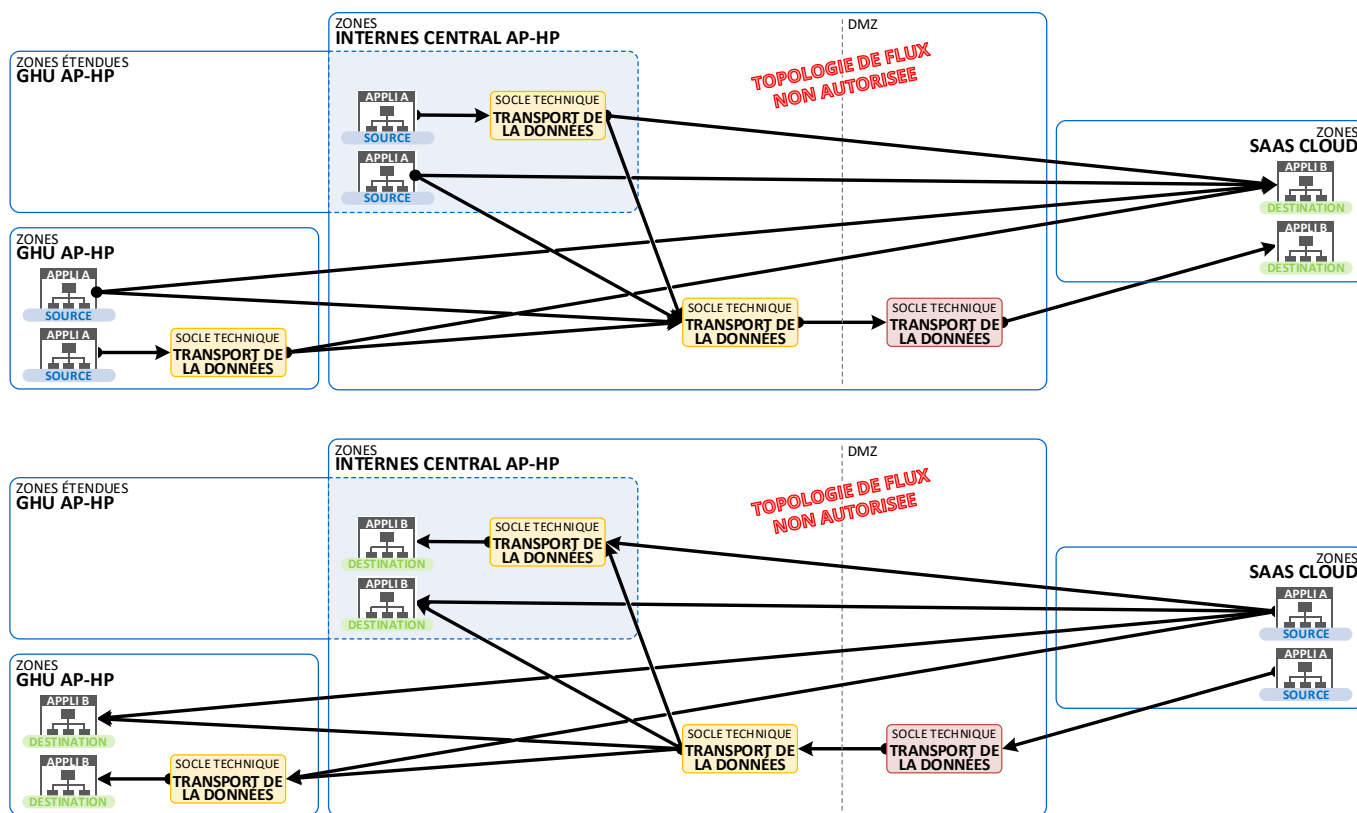 ZONES
INTERNES CENTRAL AP-HP
DMZ
ZONES ÉTENDUES
GHU AP-HP
TOPOLOGIE DE FLUX
NON AUTORISEE
APPLI A
SOURCE
SOCLE TECHNIQUE
TRANSPORT DE
LA DONNÉES
APPLI A
SOURCE
ZONES
SAAS CLOUD
APPLI B
DESTINATION
APPLI B
DESTINATION
ZONES
GHU AP-HP
APPLI A
SOURCE
APPLI A
SOURCE
SOCLE TECHNIQUE
TRANSPORT DE
LA DONNÉES
SOCLE TECHNIQUE
TRANSPORT DE
LA DONNÉES
SOCLE TECHNIQUE
TRANSPORT DE
LA DONNÉES
ZONES
INTERNES CENTRAL AP-HP
DMZ
ZONES ÉTENDUES
GHU AP-HP
TOPOLOGIE DE FLUX
NON AUTORISEE
APPLI B
DESTINATION
SOCLE TECHNIQUE
TRANSPORT DE
LA DONNÉES
APPLI B
DESTINATION
ZONES
SAAS CLOUD
APPLI A
SOURCE
APPLI A
SOURCE
ZONES
GHU AP-HP
APPLI B
DESTINATION
APPLI B
DESTINATION
SOCLE TECHNIQUE
TRANSPORT DE
LA DONNÉES
SOCLE TECHNIQUE
TRANSPORT DE
LA DONNÉES
SOCLE TECHNIQUE
TRANSPORT DE
LA DONNÉES